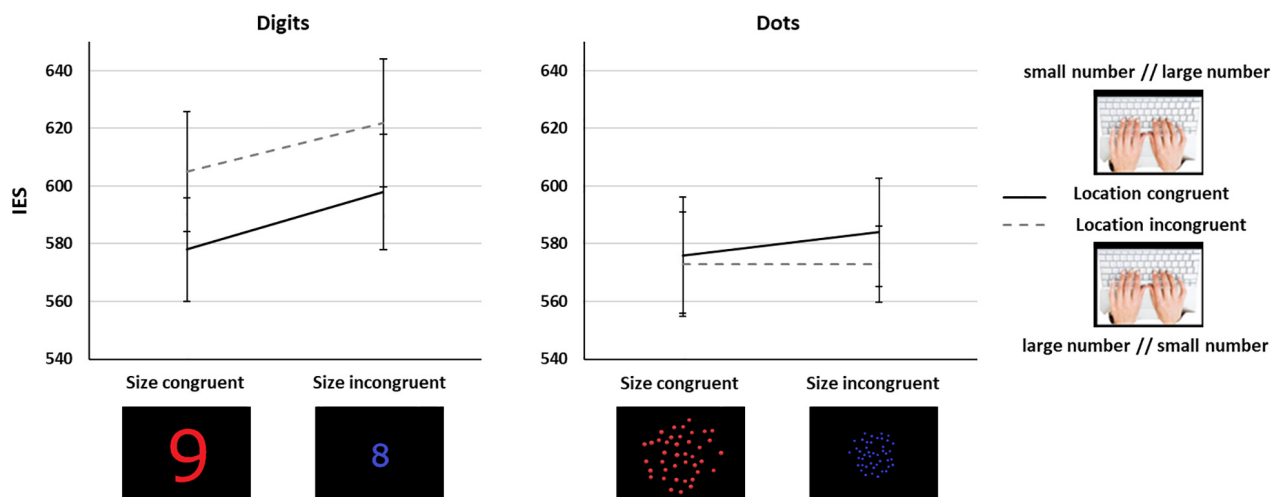 Digits
Dots
IES
640
620
600
580
560
540
Size congruent
Size incongruent
9
8
640
620
600
580
560
540
Size congruent
Size incongruent
small number // large number
Location congruent
Location incongruent
large number // small number